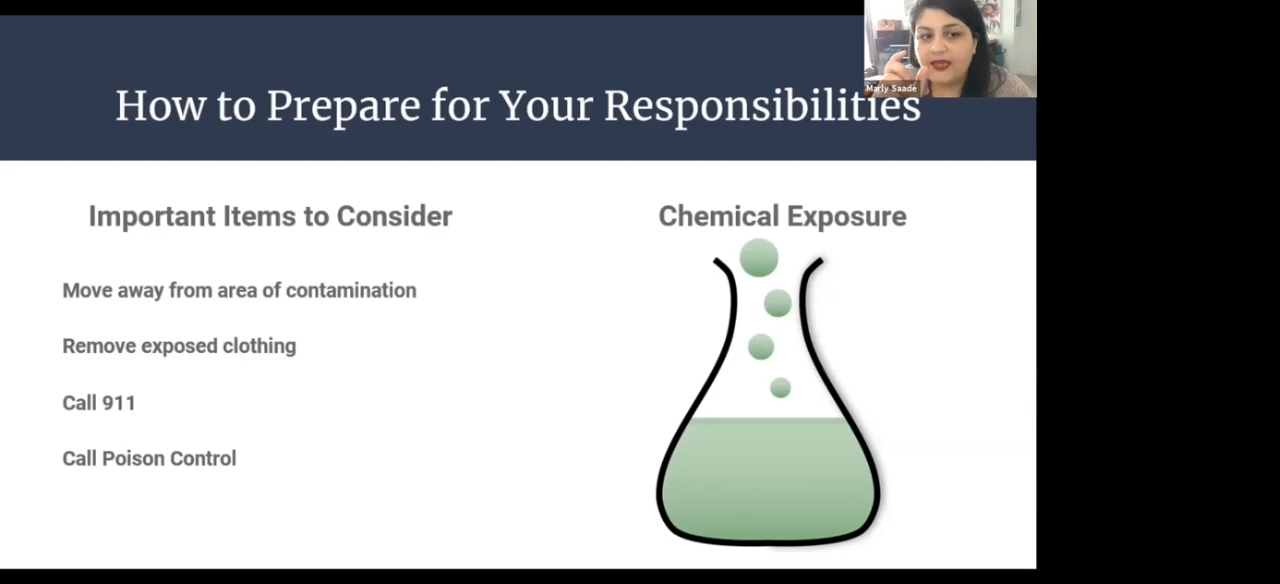 Marly Saade
How to Prepare for Your Responsibilities
Important Items to Consider
Move away from area of contamination
Remove exposed clothing
Call 911
Call Poison Control
Chemical Exposure